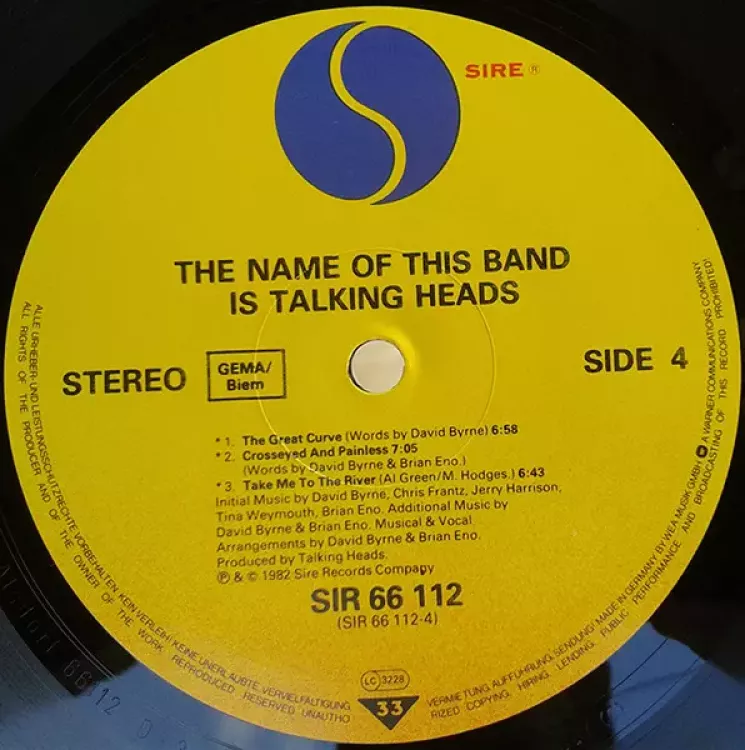 SIRE ®
THE NAME OF THIS BAND
IS TALKING HEADS
STEREO
GEMA/
Biem
SIDE 4
* 1. The Great Curve (Words by David Byrne) 6:58
* 2. Crosseyed And Painless 7:05
(Words by David Byrne & Brian Eno.)
* 3. Take Me To The River (Al Green/M. Hodges.) 6:43
Initial Music by David Byrne, Chris Frantz, Jerry Harrison,
Tina Weymouth, Brian Eno. Additional Music by
David Byrne & Brian Eno. Musical & Vocal
Arrangements by David Byrne & Brian Eno.
Produced by Talking Heads.
℗ & © 1982 Sire Records Company
SIR 66 112
(SIR 66 112-4)
LC 3228
33
ALLE URHEBER- UND LEISTUNGSSCHUTZRECHTE VORBEHALTEN. KEIN VERLEIH! KEINE UNERLAUBTE VERVIELFÄLTIGUNG,
VERMIETUNG, AUFFÜHRUNG, SENDUNG! MADE IN GERMANY BY WEA MUSIK GMBH A WARNER COMMUNICATIONS COMPANY
ALL RIGHTS OF THE PRODUCER AND OF THE OWNER OF THE WORK REPRODUCED RESERVED UNAUTHO
RIZED COPYING, HIRING, LENDING, PUBLIC PERFORMANCE AND BROADCASTING OF THIS RECORD PROHIBITED!